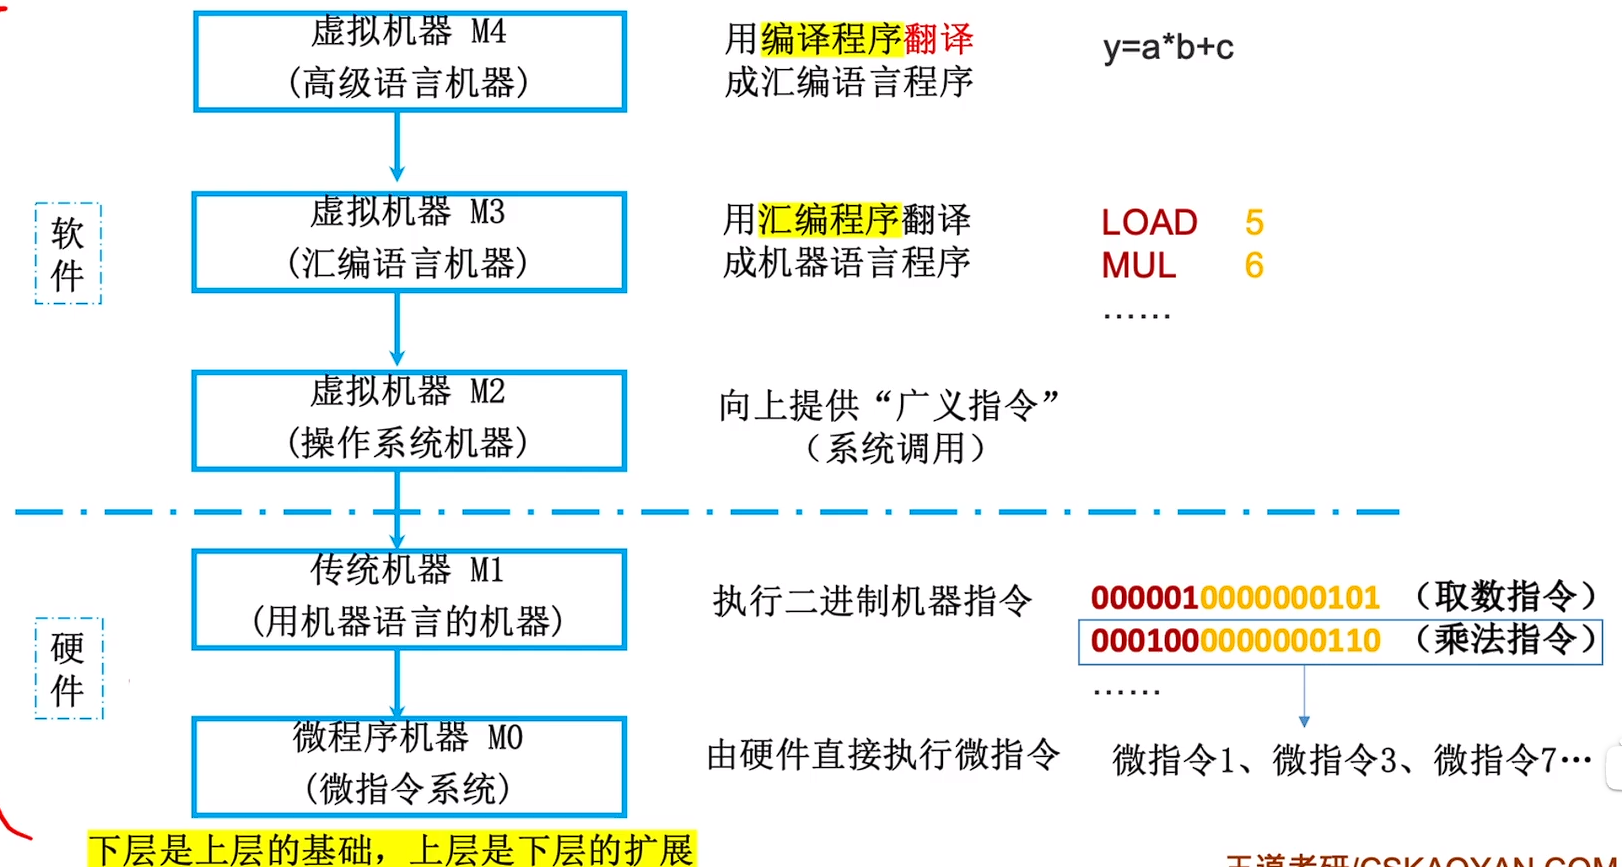 虚拟机器 M4
(高级语言机器)
用编译程序翻译
成汇编语言程序
y=a*b+c
软
件
虚拟机器 M3
(汇编语言机器)
用汇编程序翻译
成机器语言程序
LOAD 5
MUL 6
……
虚拟机器 M2
(操作系统机器)
向上提供“广义指令”
（系统调用）
硬
件
传统机器 M1
(用机器语言的机器)
执行二进制机器指令
0000010000000101 （取数指令）
0001000000000110 （乘法指令）
……
微程序机器 M0
(微指令系统)
由硬件直接执行微指令
微指令1、微指令3、微指令7…
下层是上层的基础，上层是下层的扩展
王道考研/CSKAOYAN.COM